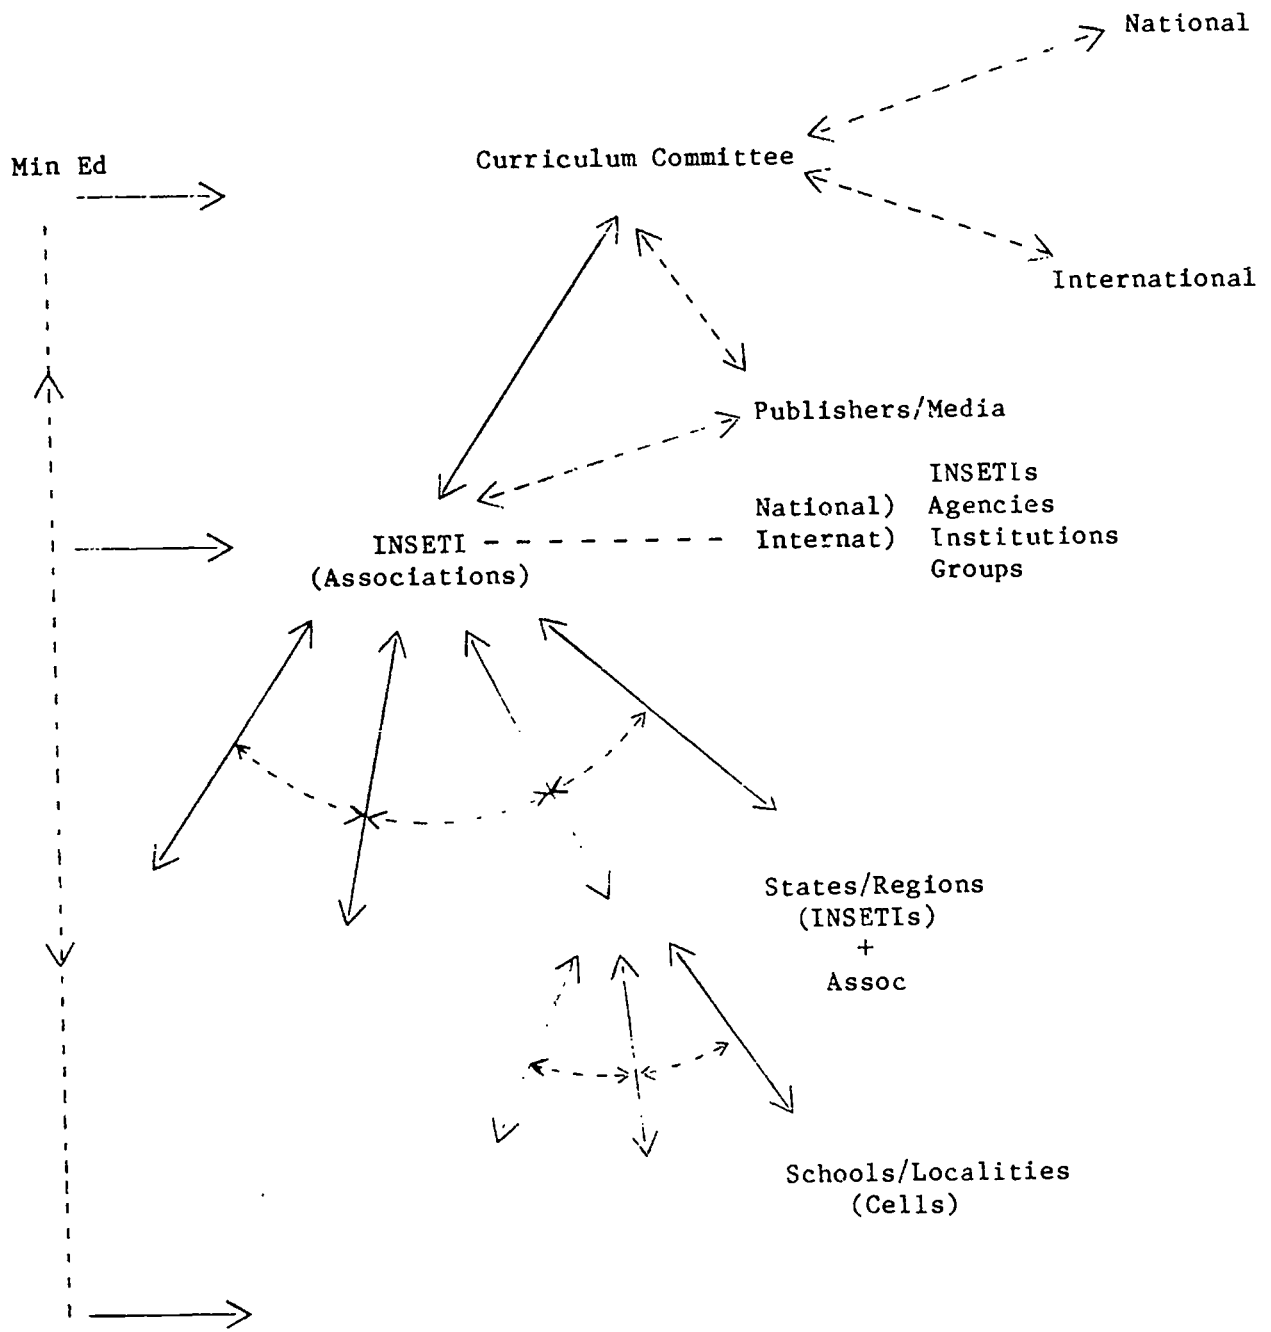 National
Min Ed
Curriculum Committee
International
Publishers/Media
INSETIs
National) Agencies
INSETI
Internat) Institutions
(Associations)
Groups
States/Regions
(INSETIs)
+
Assoc
Schools/Localities
(Cells)